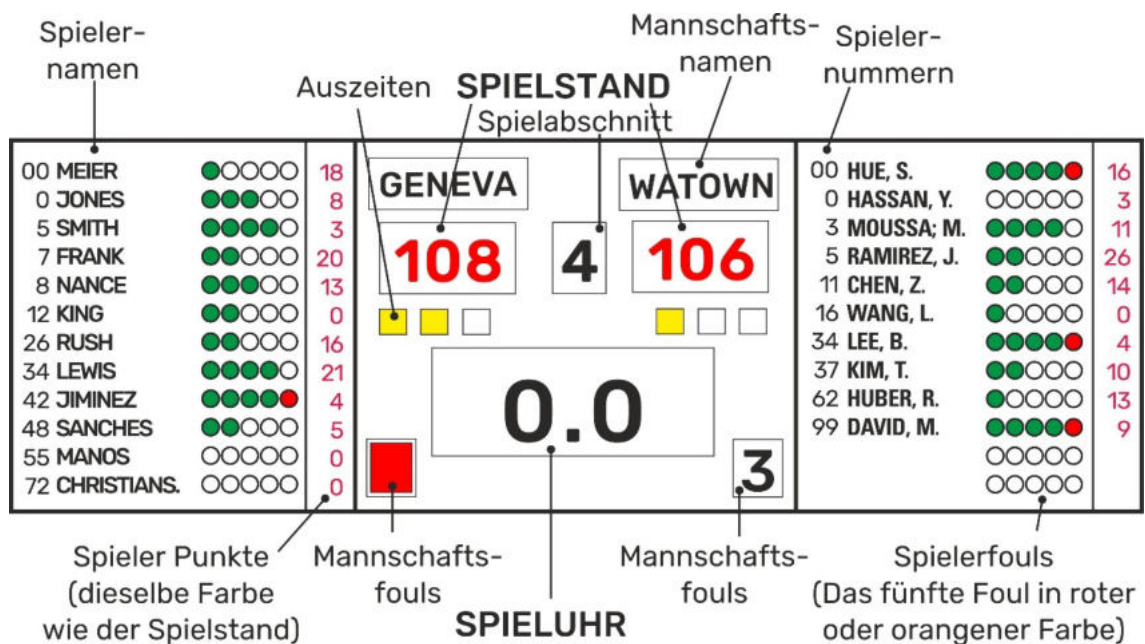 Spieler-
namen
Auszeiten
SPIELSTAND
Spielabschnitt
Mannschafts-
namen
Spieler-
nummern
00 MEIER 18
0 JONES 8
5 SMITH 3
7 FRANK 20
8 NANCE 13
12 KING 0
26 RUSH 16
34 LEWIS 21
42 JIMINEZ 4
48 SANCHES 5
55 MANOS 0
72 CHRISTIANS. 0
GENEVA
WATOWN
108
4
106
0.0
3
00 HUE, S. 16
0 HASSAN, Y. 3
3 MOUSSA; M. 11
5 RAMIREZ, J. 26
11 CHEN, Z. 14
16 WANG, L. 0
34 LEE, B. 4
37 KIM, T. 10
62 HUBER, R. 13
99 DAVID, M. 9
Spieler Punkte
(dieselbe Farbe
wie der Spielstand)
Mannschafts-
fouls
SPIELUHR
Mannschafts-
fouls
Spielerfouls
(Das fünfte Foul in roter
oder orangener Farbe)